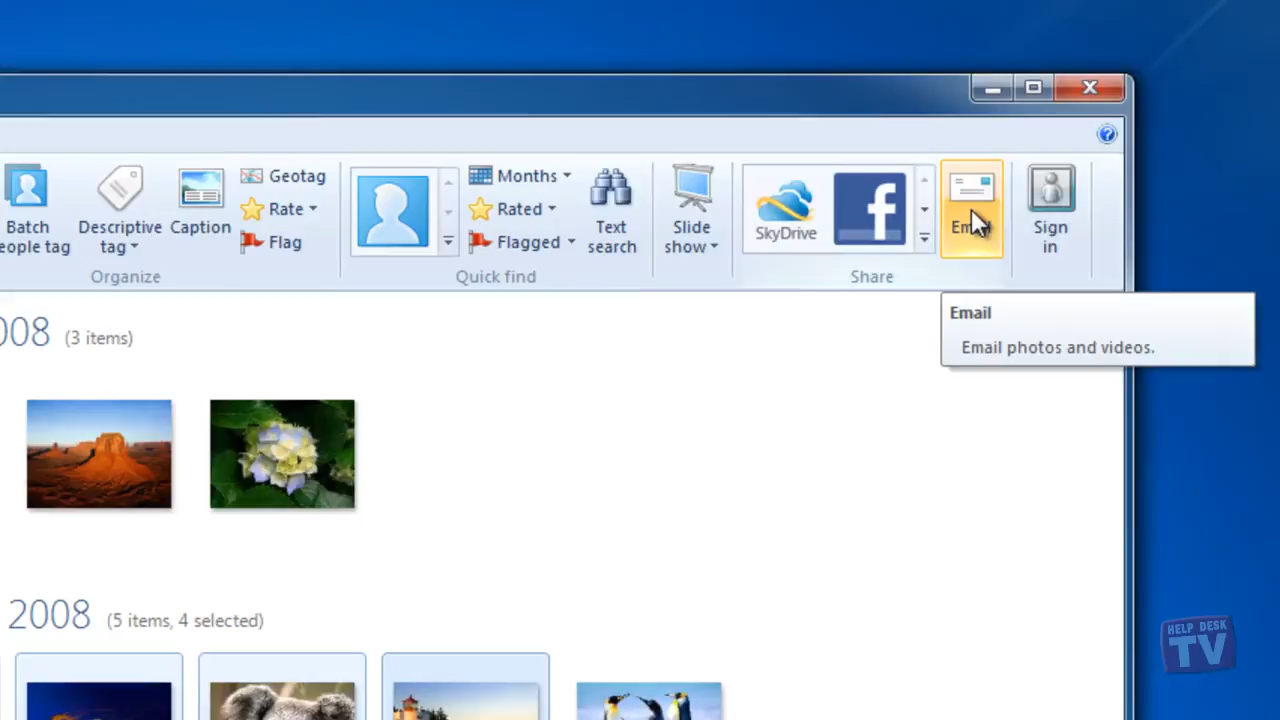 Batch
eople tag
Descriptive
tag
Caption
Geotag
Rate
Flag
Organize
Months
Rated
Flagged
Text
search
Quick find
Slide
show
SkyDrive
f
Share
Sign
in
Email
Email photos and videos.
008 (3 items)
2008 (5 items, 4 selected)
HELP DESK
TV